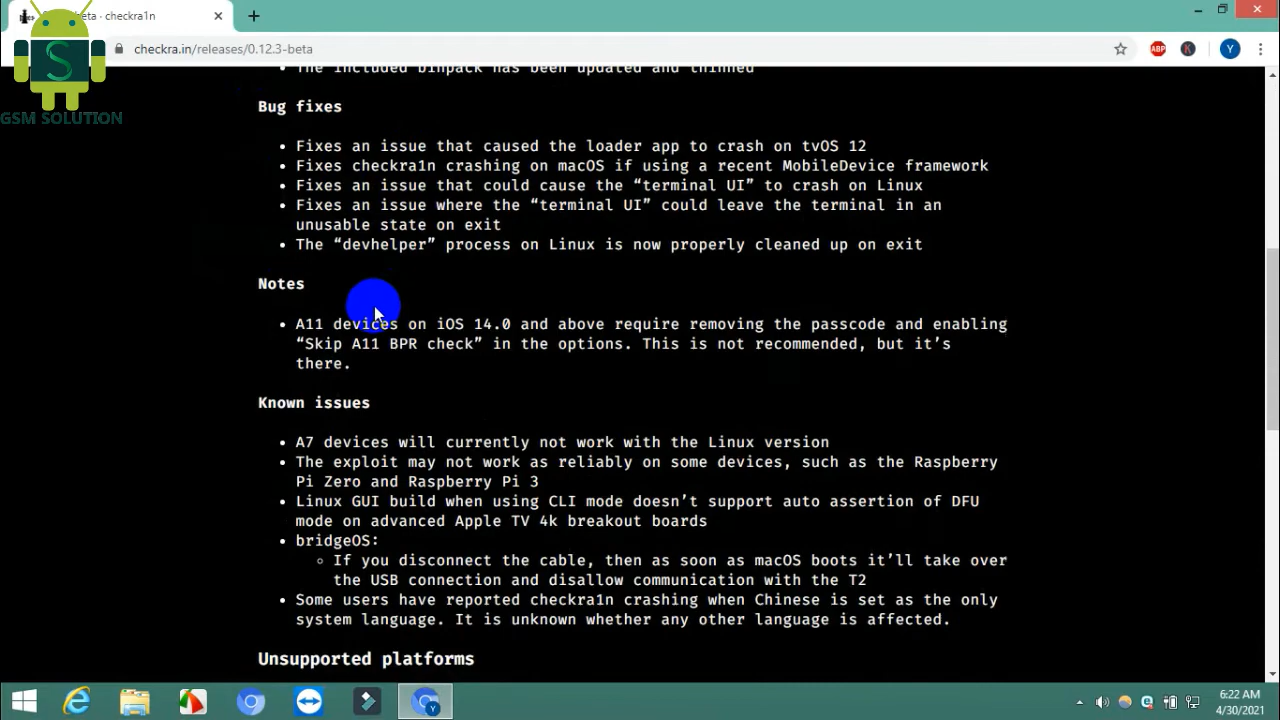 beta - checkra1n
checkra.in/releases/0.12.3-beta
ABP
K
Y
S
GSM SOLUTION
• The included binpack has been updated and thinned
Bug fixes
• Fixes an issue that caused the loader app to crash on tvOS 12
• Fixes checkra1n crashing on macOS if using a recent MobileDevice framework
• Fixes an issue that could cause the “terminal UI” to crash on Linux
• Fixes an issue where the “terminal UI” could leave the terminal in an
unusable state on exit
• The “devhelper” process on Linux is now properly cleaned up on exit
Notes
• A11 devices on iOS 14.0 and above require removing the passcode and enabling
“Skip A11 BPR check” in the options. This is not recommended, but it’s
there.
Known issues
• A7 devices will currently not work with the Linux version
• The exploit may not work as reliably on some devices, such as the Raspberry
Pi Zero and Raspberry Pi 3
• Linux GUI build when using CLI mode doesn’t support auto assertion of DFU
mode on advanced Apple TV 4k breakout boards
• bridgeOS:
◦ If you disconnect the cable, then as soon as macOS boots it’ll take over
the USB connection and disallow communication with the T2
• Some users have reported checkra1n crashing when Chinese is set as the only
system language. It is unknown whether any other language is affected.
Unsupported platforms
Y
6:22 AM
4/30/2021